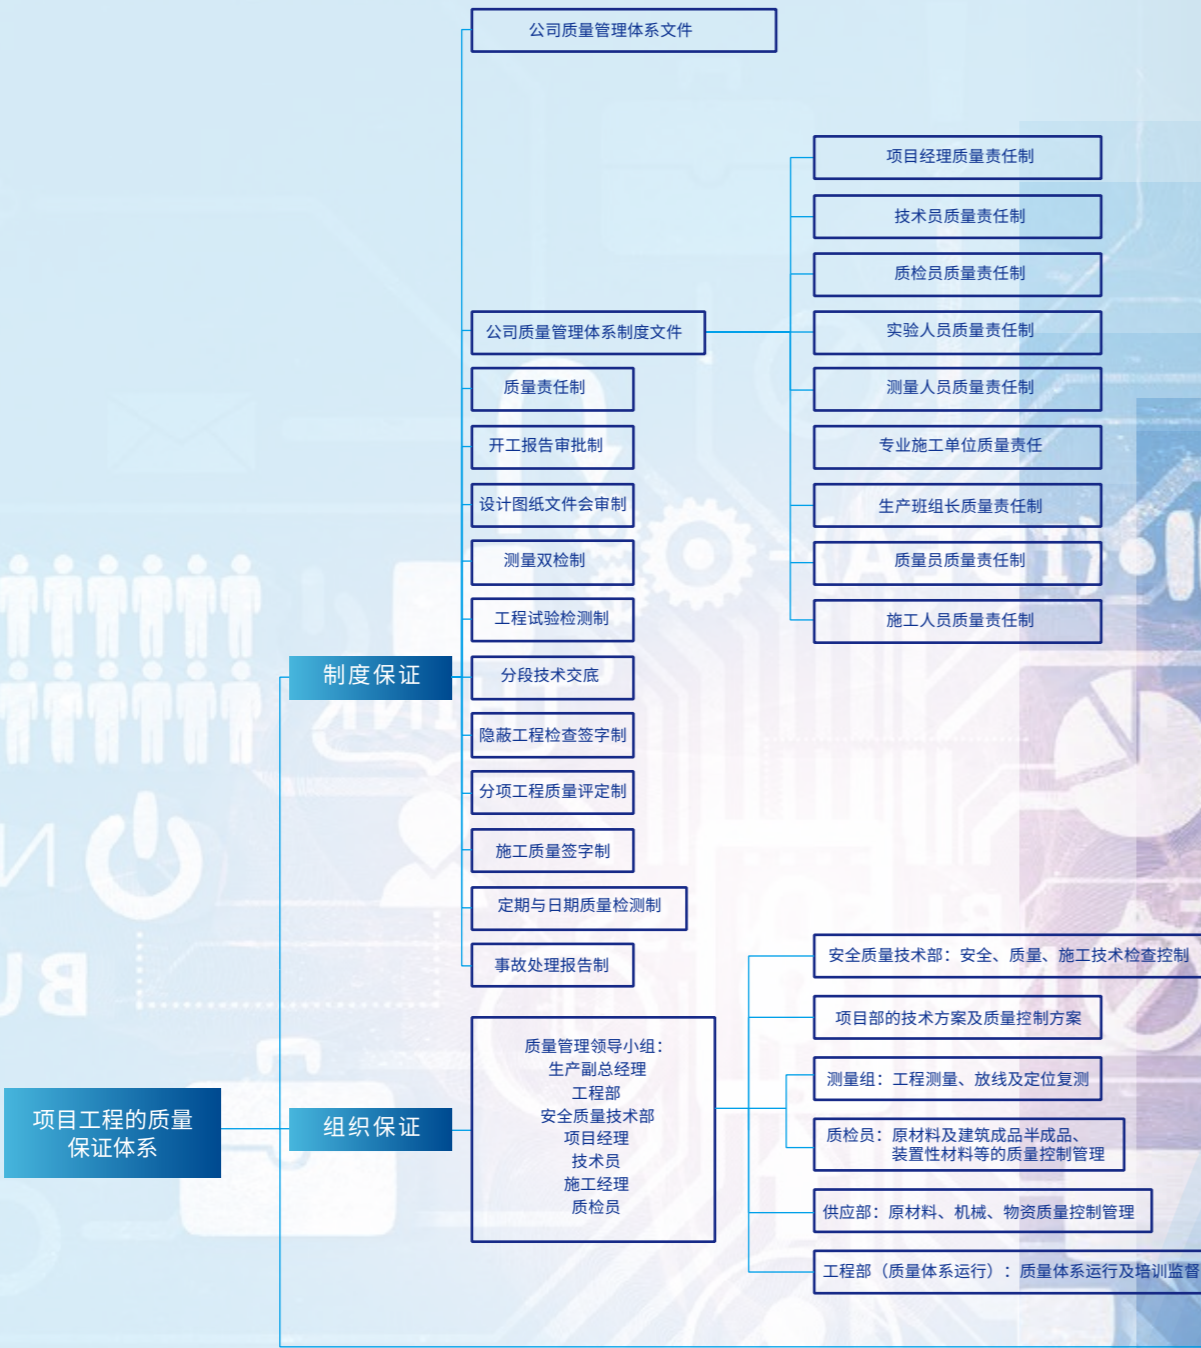 公司质量管理体系文件
项目经理质量责任制
技术员质量责任制
质检员质量责任制
公司质量管理体系制度文件
实验人员质量责任制
质量责任制
测量人员质量责任制
开工报告审批制
专业施工单位质量责任
设计图纸文件会审制
生产班组长质量责任制
测量双检制
质量员质量责任制
工程试验检测制
施工人员质量责任制
制度保证
分段技术交底
隐蔽工程检查签字制
分项工程质量评定制
施工质量签字制
定期与日期质量检测制
事故处理报告制
项目工程的质量
保证体系
组织保证
质量管理领导小组：
生产副总经理
工程部
安全质量技术部
项目经理
技术员
施工经理
质检员
安全质量技术部：安全、质量、施工技术检查控制
项目部的技术方案及质量控制方案
测量组：工程测量、放线及定位复测
质检员：原材料及建筑成品半成品、
装置性材料等的质量控制管理
供应部：原材料、机械、物资质量控制管理
工程部（质量体系运行）：质量体系运行及培训监督